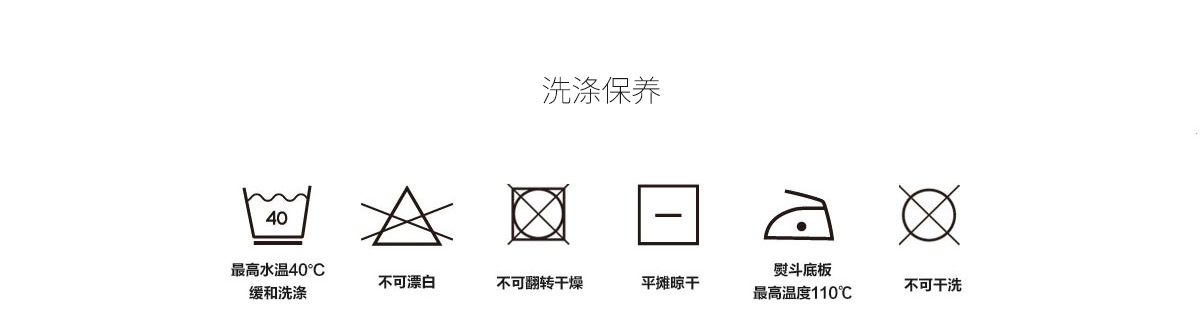 洗涤保养
40
最高水温40℃
缓和洗涤
不可漂白
不可翻转干燥
平摊晾干
熨斗底板
最高温度110℃
不可干洗